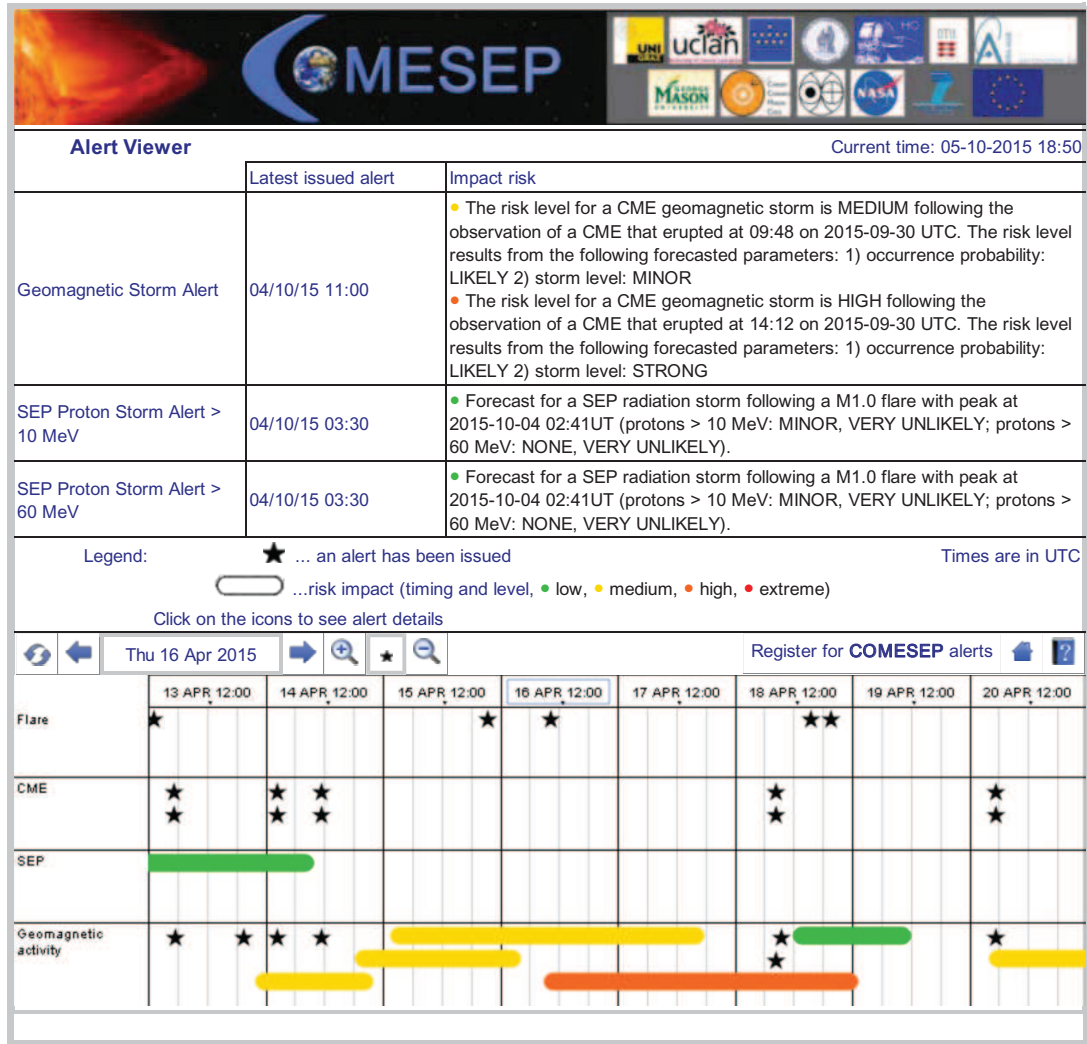 OMESEP
UNI
GRAZ
uclan
HO
DTU
MASON
NASA
7
Alert Viewer
Current time: 05-10-2015 18:50
Latest issued alert
Impact risk
Geomagnetic Storm Alert
04/10/15 11:00
• The risk level for a CME geomagnetic storm is MEDIUM following the
observation of a CME that erupted at 09:48 on 2015-09-30 UTC. The risk level
results from the following forecasted parameters: 1) occurrence probability:
LIKELY 2) storm level: MINOR
• The risk level for a CME geomagnetic storm is HIGH following the
observation of a CME that erupted at 14:12 on 2015-09-30 UTC. The risk level
results from the following forecasted parameters: 1) occurrence probability:
LIKELY 2) storm level: STRONG
SEP Proton Storm Alert >
10 MeV
04/10/15 03:30
• Forecast for a SEP radiation storm following a M1.0 flare with peak at
2015-10-04 02:41UT (protons > 10 MeV: MINOR, VERY UNLIKELY; protons >
60 MeV: NONE, VERY UNLIKELY).
SEP Proton Storm Alert >
60 MeV
04/10/15 03:30
• Forecast for a SEP radiation storm following a M1.0 flare with peak at
2015-10-04 02:41UT (protons > 10 MeV: MINOR, VERY UNLIKELY; protons >
60 MeV: NONE, VERY UNLIKELY).
Legend:
★ ... an alert has been issued
Times are in UTC
...risk impact (timing and level, • low, • medium, • high, • extreme)
Click on the icons to see alert details
Thu 16 Apr 2015
Register for COMESEP alerts
?
13 APR 12:00
14 APR 12:00
15 APR 12:00
16 APR 12:00
17 APR 12:00
18 APR 12:00
19 APR 12:00
20 APR 12:00
Flare
CME
SEP
Geomagnetic
activity